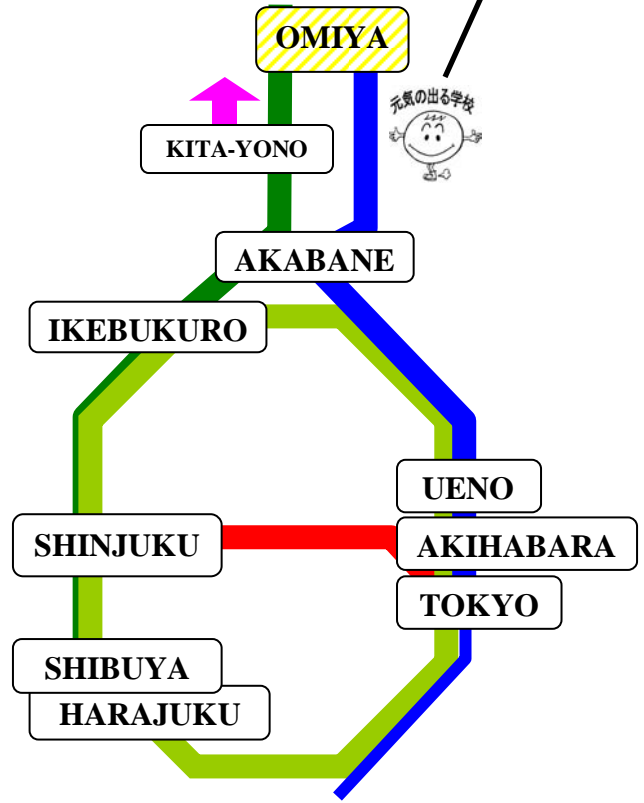 OMIYA
元気の出る学校
KITA-YONO
AKABANE
IKEBUKURO
UENO
SHINJUKU
AKIHABARA
TOKYO
SHIBUYA
HARAJUKU